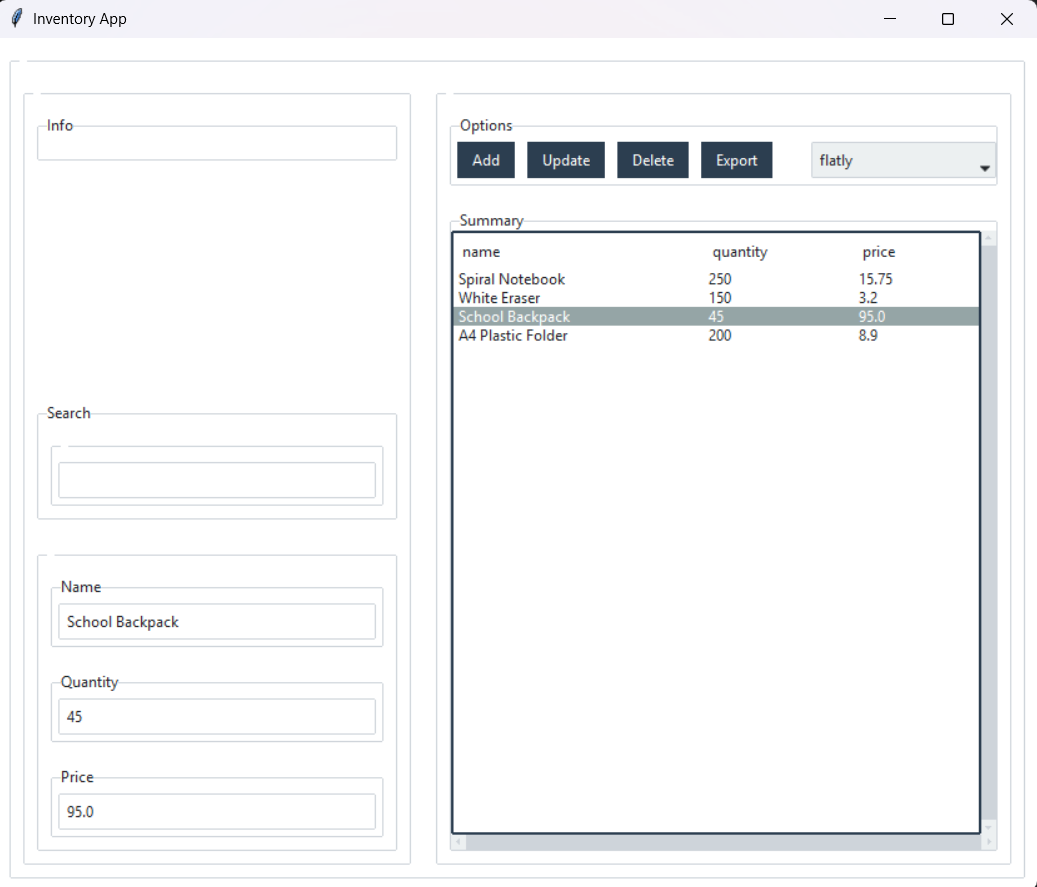 Inventory App
Info
Search
Name
School Backpack
Quantity
45
Price
95.0
Options
Add Update Delete Export flatly
Summary
name quantity price
Spiral Notebook 250 15.75
White Eraser 150 3.2
School Backpack 45 95.0
A4 Plastic Folder 200 8.9